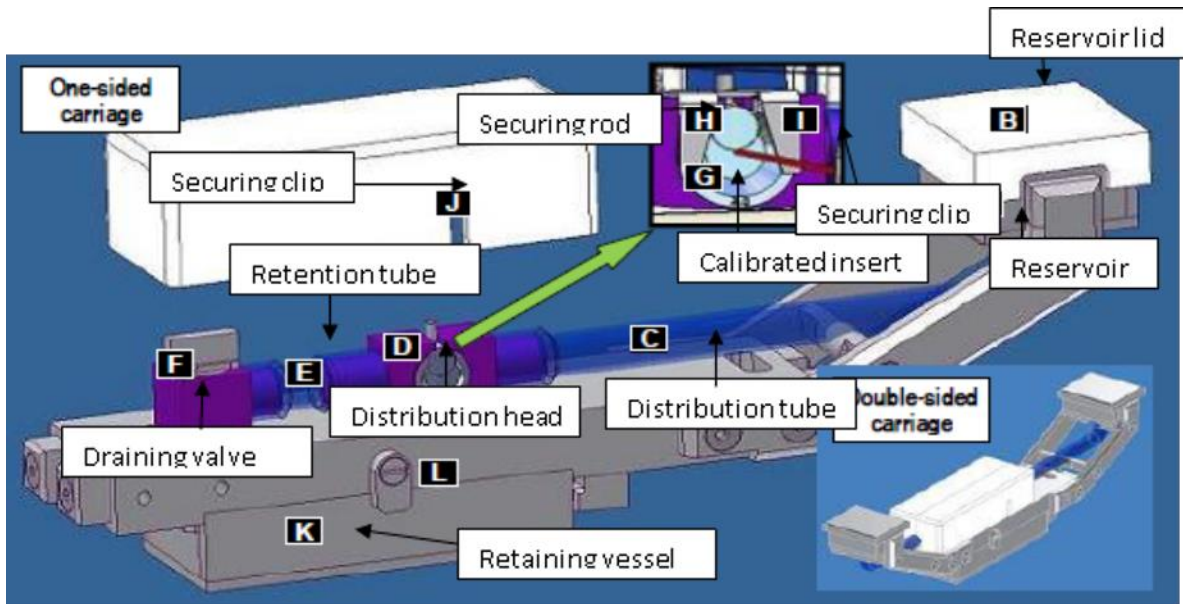 Reservoir lid
One-sided
carriage
B
H
I
Securing rod
Securing clip
J
G
Securing clip
Calibrated insert
Reservoir
Retention tube
D
C
F
E
Distribution head
Distribution tube
Double-sided
carriage
Draining valve
L
K
Retaining vessel